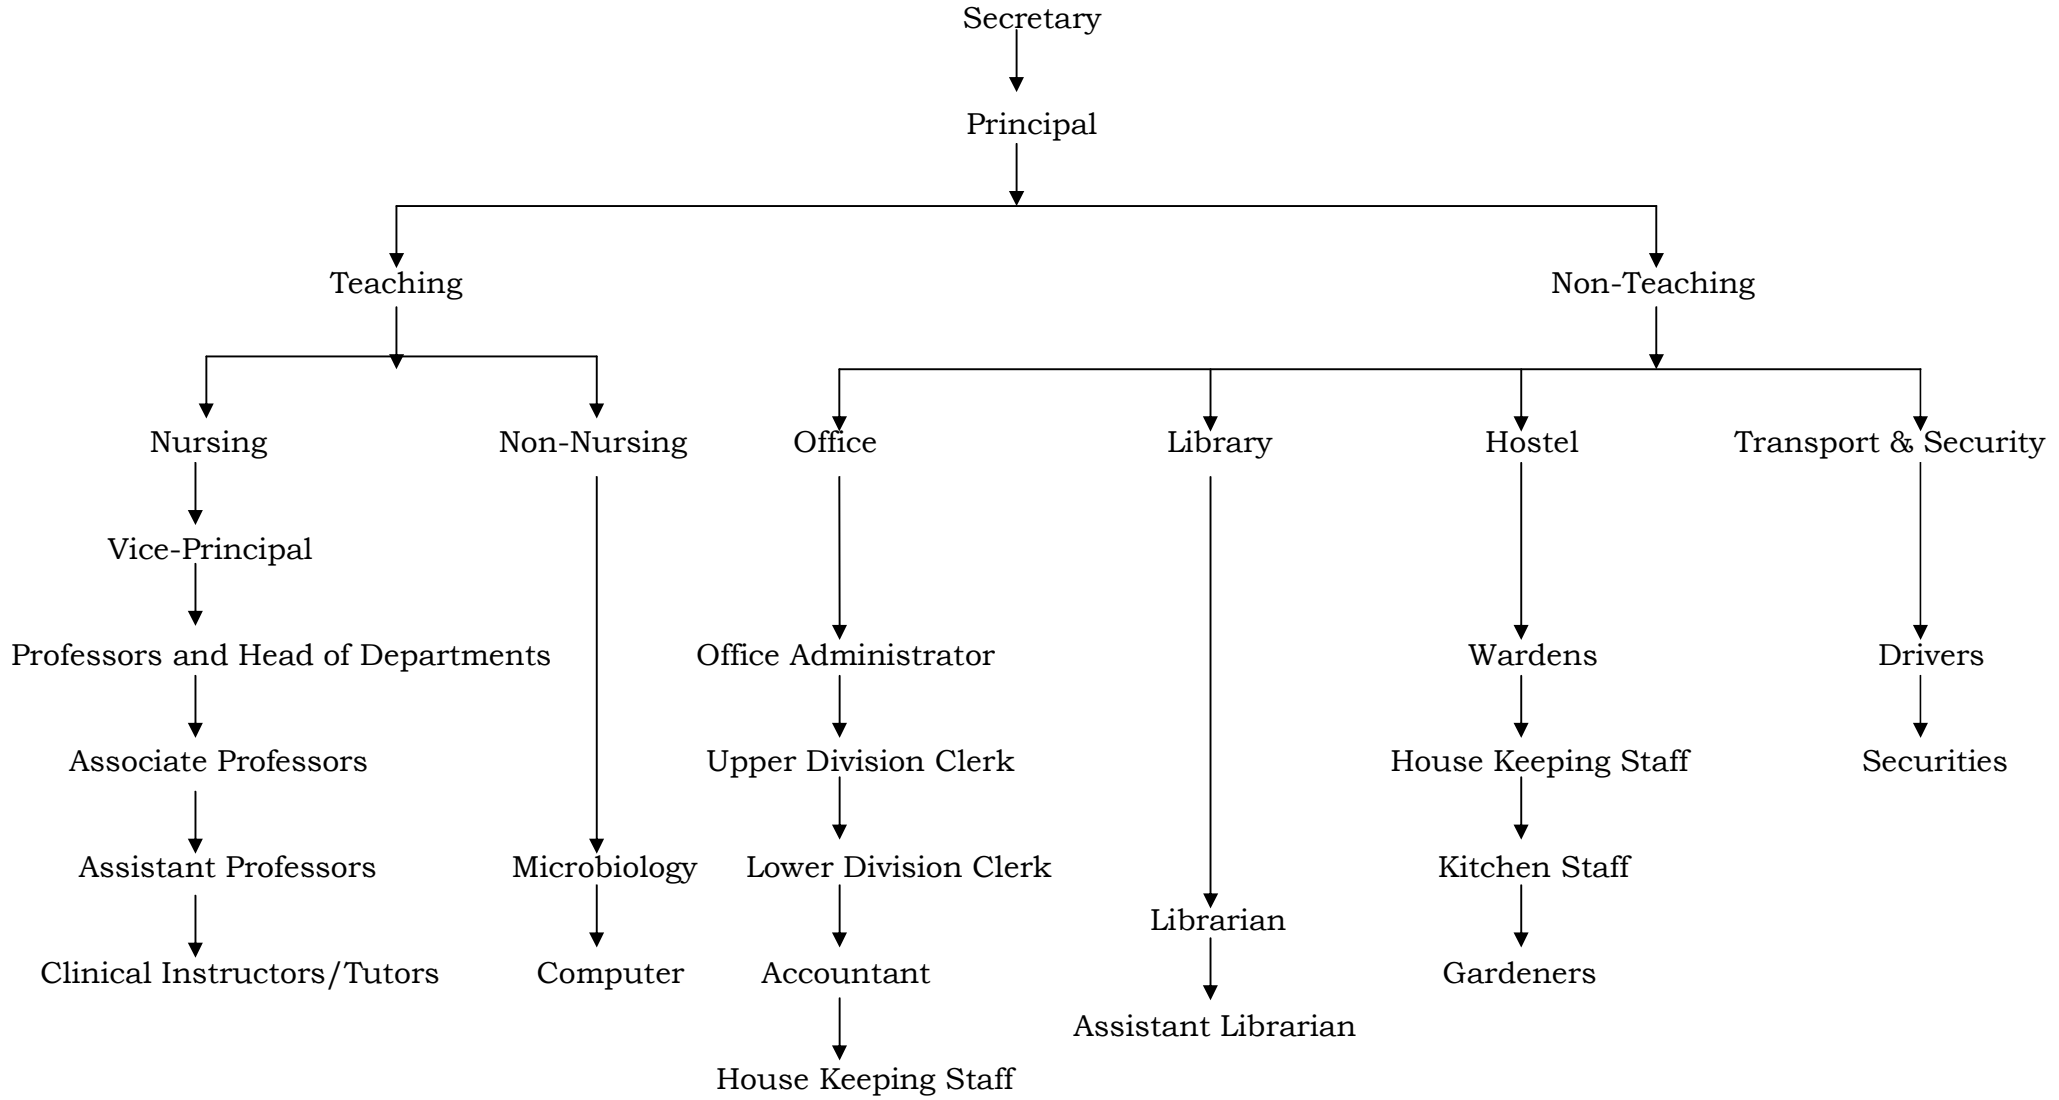 Secretary
Principal
Teaching
Non-Teaching
Nursing
Non-Nursing
Office
Library
Hostel
Transport & Security
Vice-Principal
Professors and Head of Departments
Office Administrator
Wardens
Drivers
Associate Professors
Upper Division Clerk
House Keeping Staff
Securities
Assistant Professors
Microbiology
Lower Division Clerk
Kitchen Staff
Librarian
Clinical Instructors/Tutors
Computer
Accountant
Gardeners
Assistant Librarian
House Keeping Staff